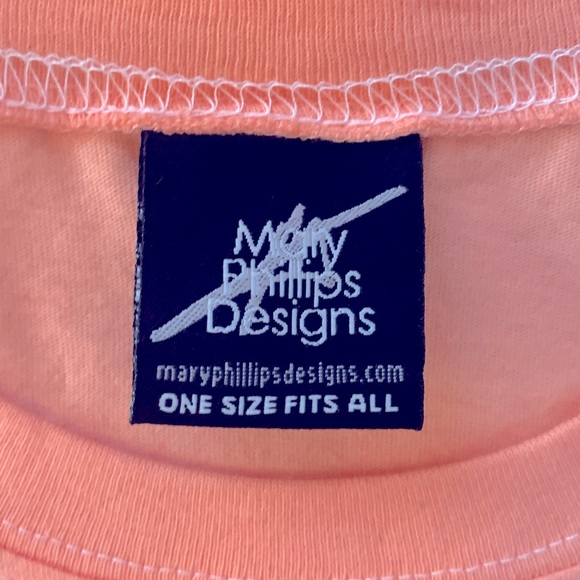 Mary
Phillips
Designs
maryphillipsdesigns.com
ONE SIZE FITS ALL